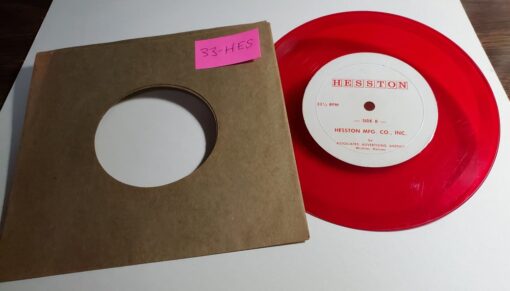 33-HES
HESSTON
33⅓ RPM
— SIDE B —
HESSTON MFG. CO., INC.
by
ASSOCIATED ADVERTISING AGENCY
Wichita, Kansas